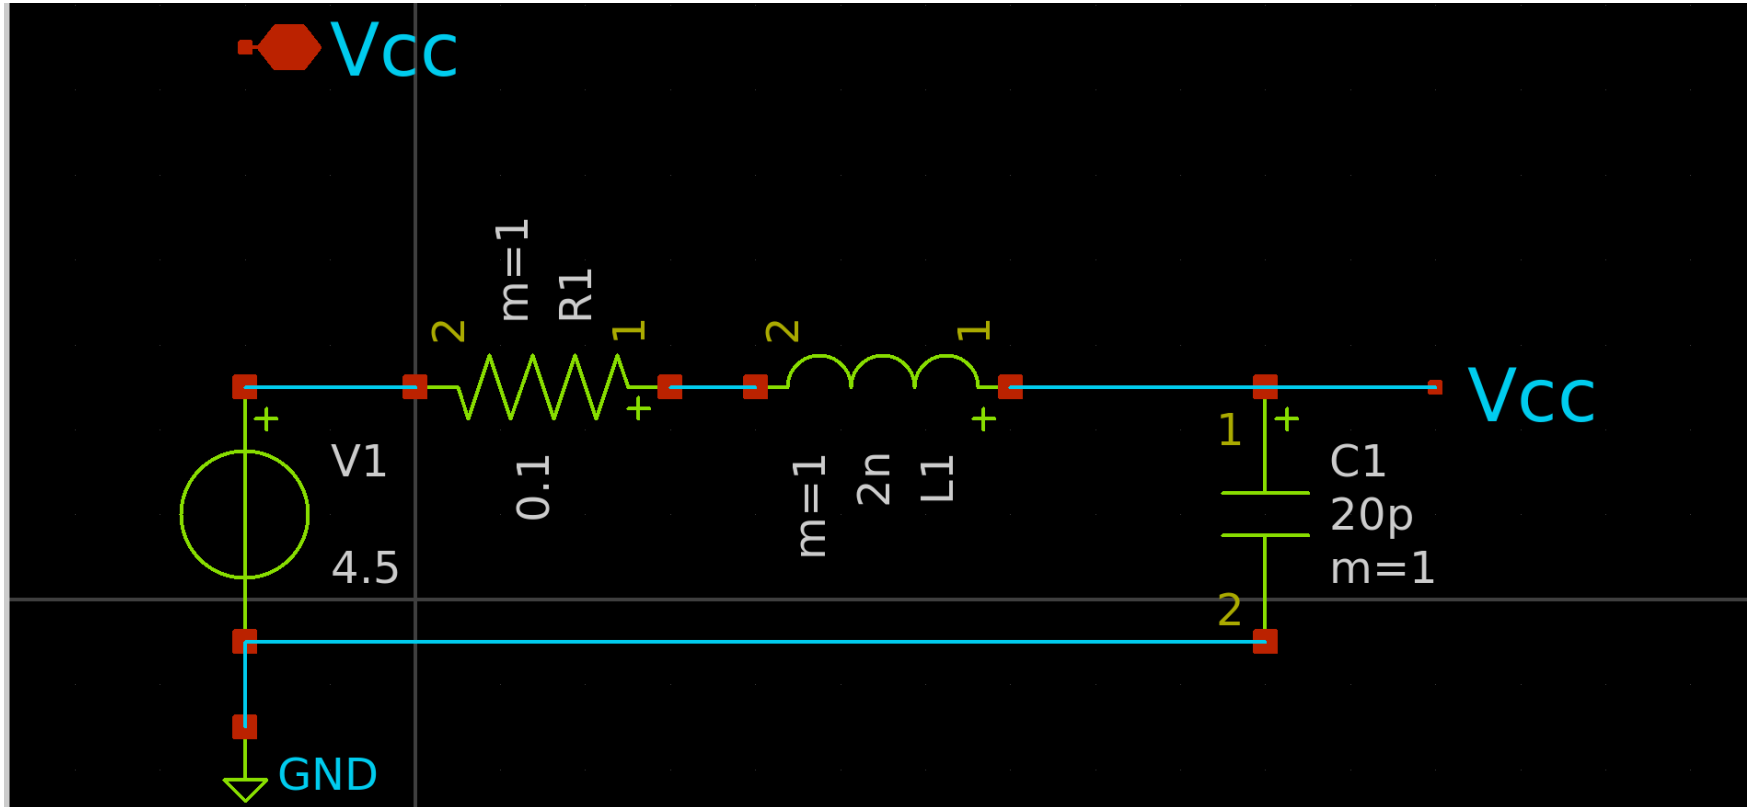 Vcc
m=1
R1
2
1
0.1
2
1
m=1
2n
L1
Vcc
+
V1
4.5
+
+
1
+
C1
20p
m=1
2
GND